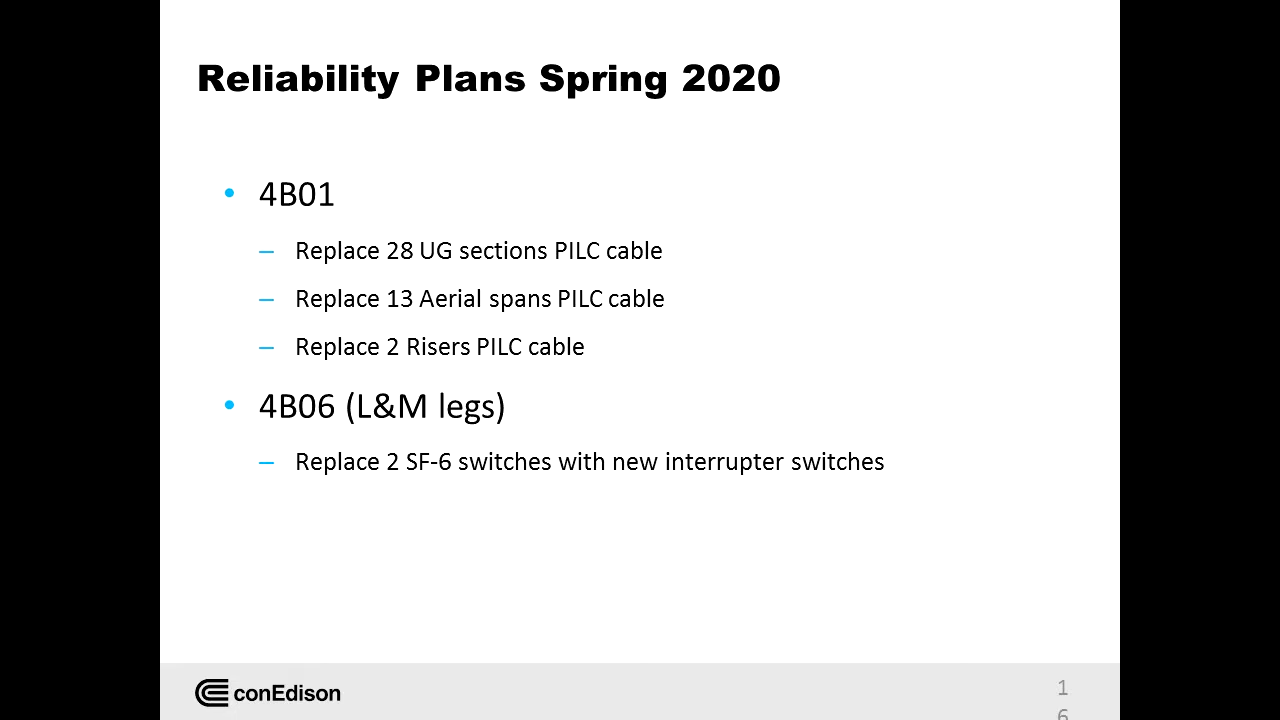 Reliability Plans Spring 2020
• 4B01
– Replace 28 UG sections PILC cable
– Replace 13 Aerial spans PILC cable
– Replace 2 Risers PILC cable
• 4B06 (L&M legs)
– Replace 2 SF-6 switches with new interrupter switches
conEdison
1
6